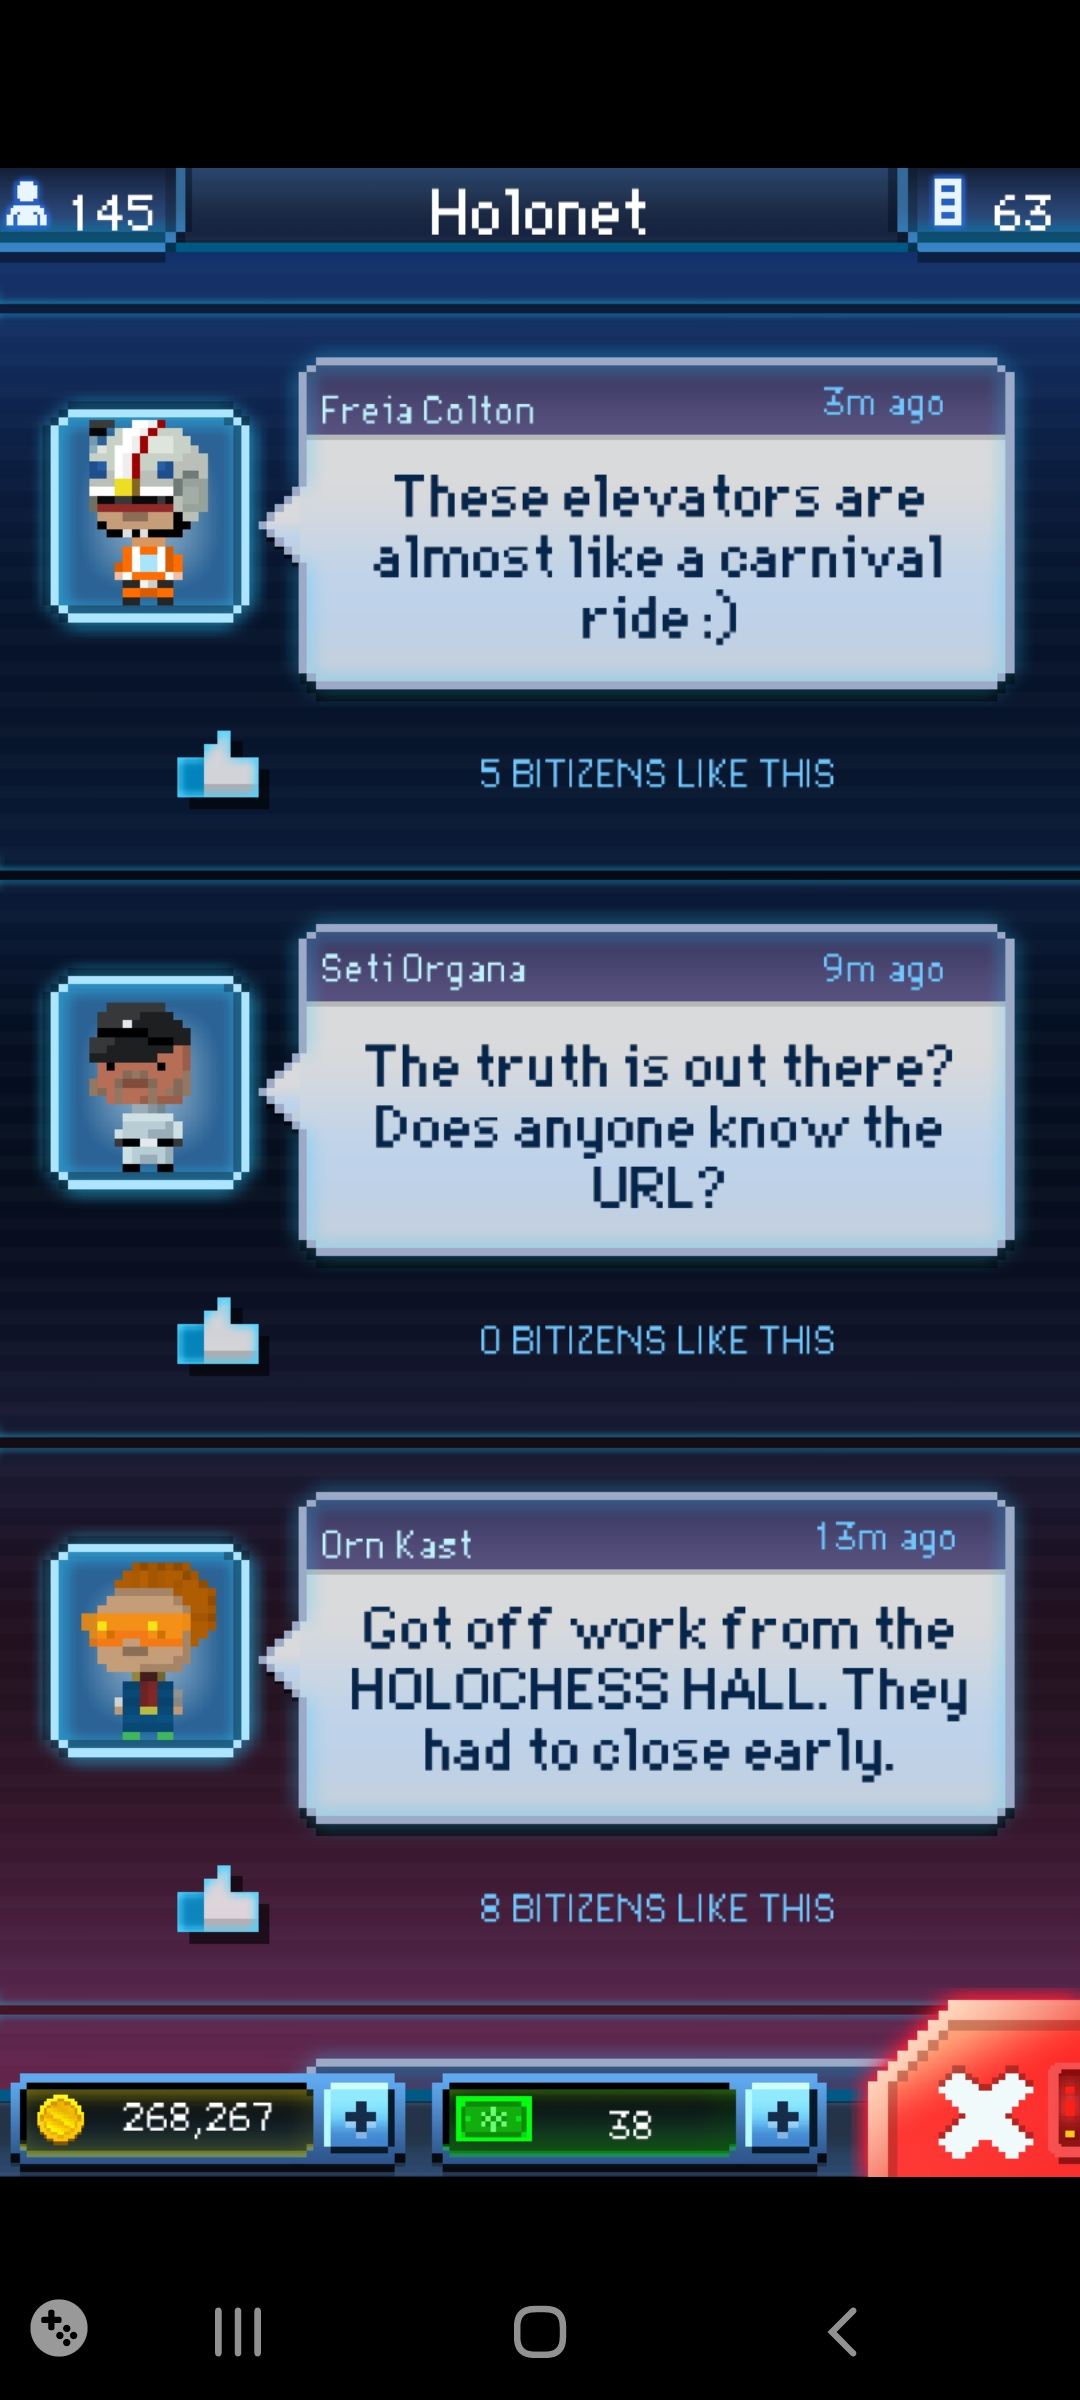 145
Holonet
63
Freia Colton
3m ago
These elevators are
almost like a carnival
ride :)
5 BITIZENS LIKE THIS
Seti Organa
9m ago
The truth is out there?
Does anyone know the
URL?
0 BITIZENS LIKE THIS
Orn Kast
13m ago
Got off work from the
HOLOCHESS HALL. They
had to close early.
8 BITIZENS LIKE THIS
268,267
38